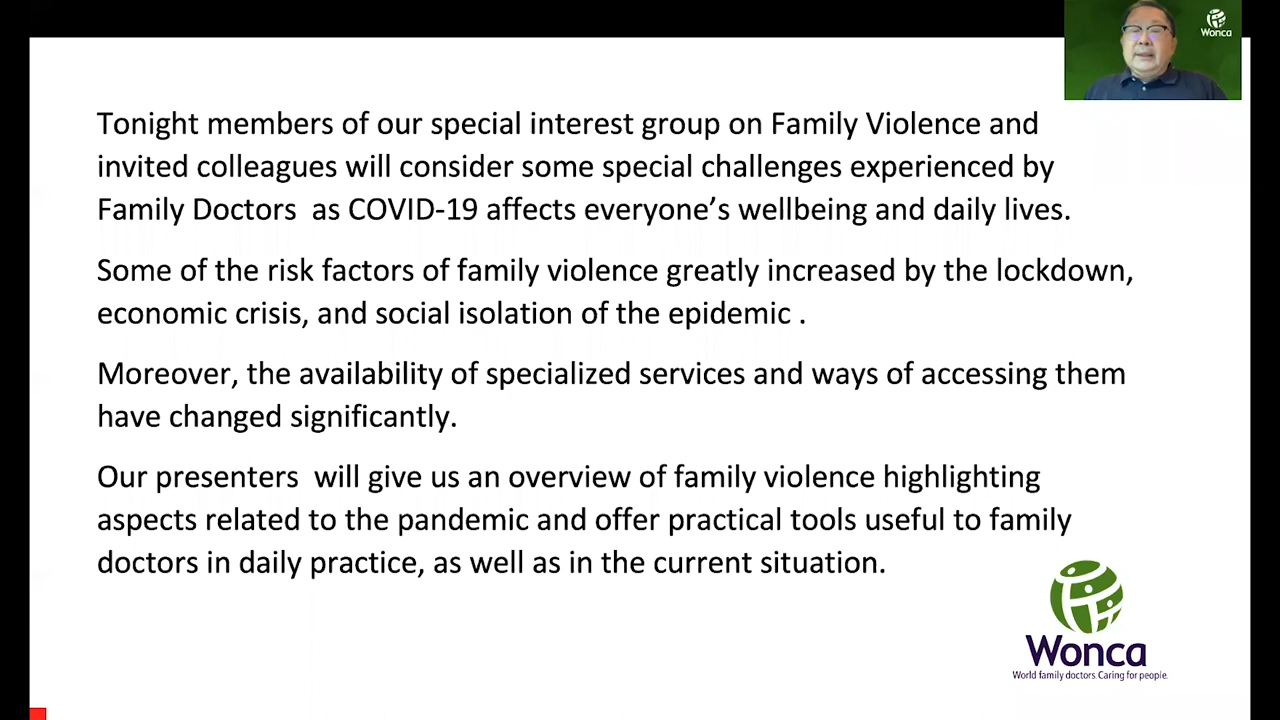 Wonca
Tonight members of our special interest group on Family Violence and
invited colleagues will consider some special challenges experienced by
Family Doctors  as COVID-19 affects everyone’s wellbeing and daily lives.
Some of the risk factors of family violence greatly increased by the lockdown,
economic crisis, and social isolation of the epidemic .
Moreover, the availability of specialized services and ways of accessing them
have changed significantly.
Our presenters  will give us an overview of family violence highlighting
aspects related to the pandemic and offer practical tools useful to family
doctors in daily practice, as well as in the current situation.
Wonca
World family doctors. Caring for people.